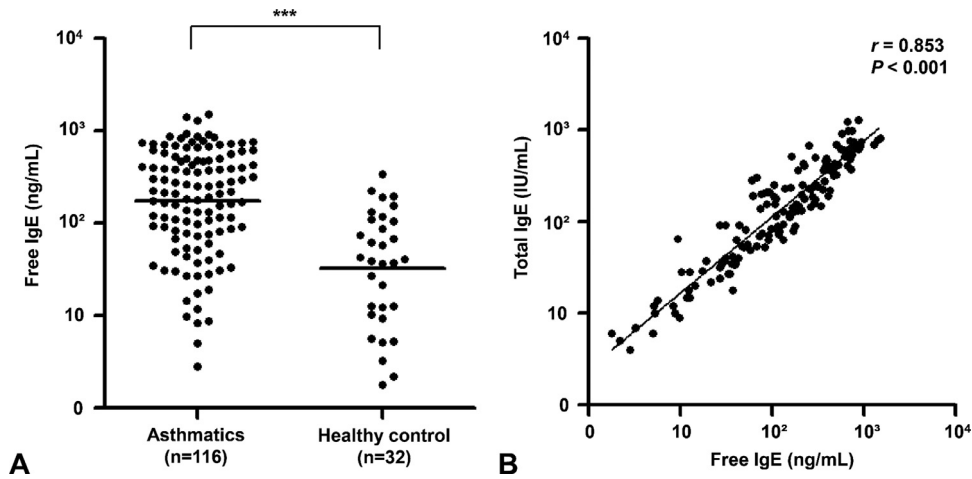 ***
Free IgE (ng/mL)
10⁴
10³
10²
10
0
Asthmatics
(n=116)
Healthy control
(n=32)
A
r = 0.853
P < 0.001
Total IgE (IU/mL)
10⁴
10³
10²
10
0
0 10 10² 10³ 10⁴
Free IgE (ng/mL)
B